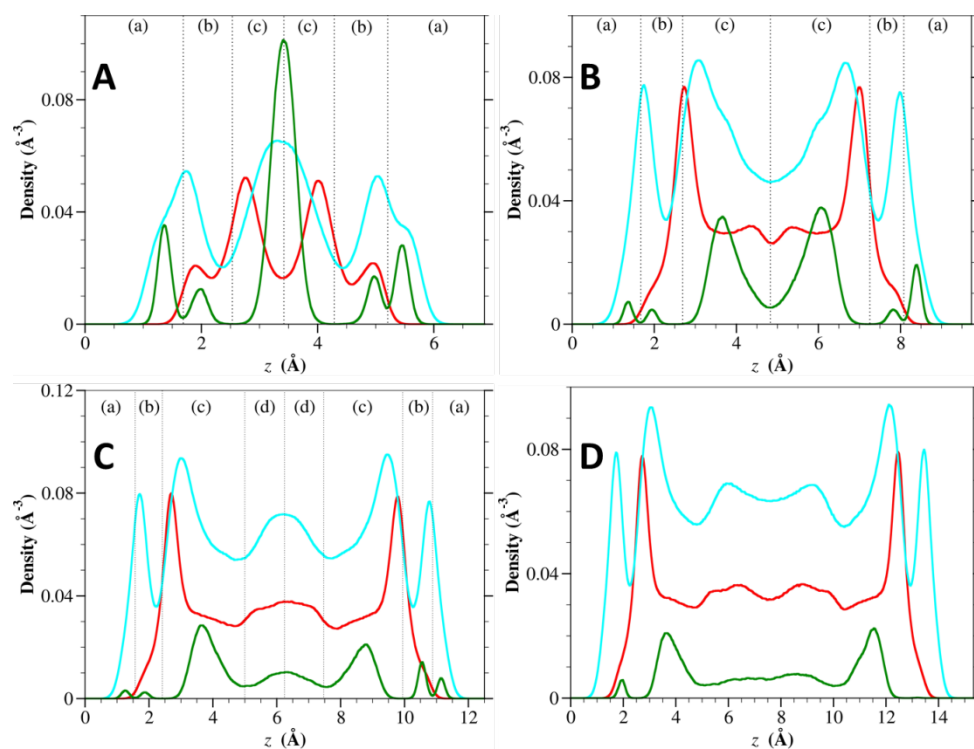 (a) (b) (c) (c) (b) (a)
A
Density (Å⁻³)
0.08
0.04
0
0 2 4 6
z (Å)
(a) (b) (c) (c) (b) (a)
B
Density (Å⁻³)
0.08
0.04
0
0 2 4 6 8
z (Å)
(a) (b) (c) (d) (d) (c) (b) (a)
C
Density (Å⁻³)
0.12
0.08
0.04
0
0 2 4 6 8 10 12
z (Å)
D
Density (Å⁻³)
0.08
0.04
0
0 2 4 6 8 10 12 14
z (Å)